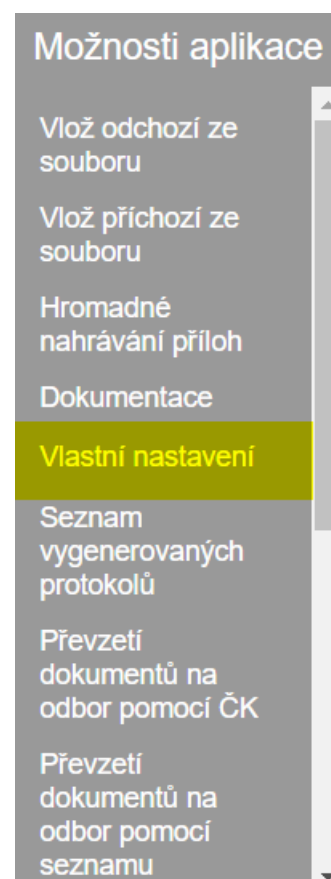 Možnosti aplikace
Vlož odchozí ze
souboru
Vlož příchozí ze
souboru
Hromadné
nahrávání příloh
Dokumentace
Vlastní nastavení
Seznam
vygenerovaných
protokolů
Převzetí
dokumentů na
odbor pomocí ČK
Převzetí
dokumentů na
odbor pomocí
seznamu